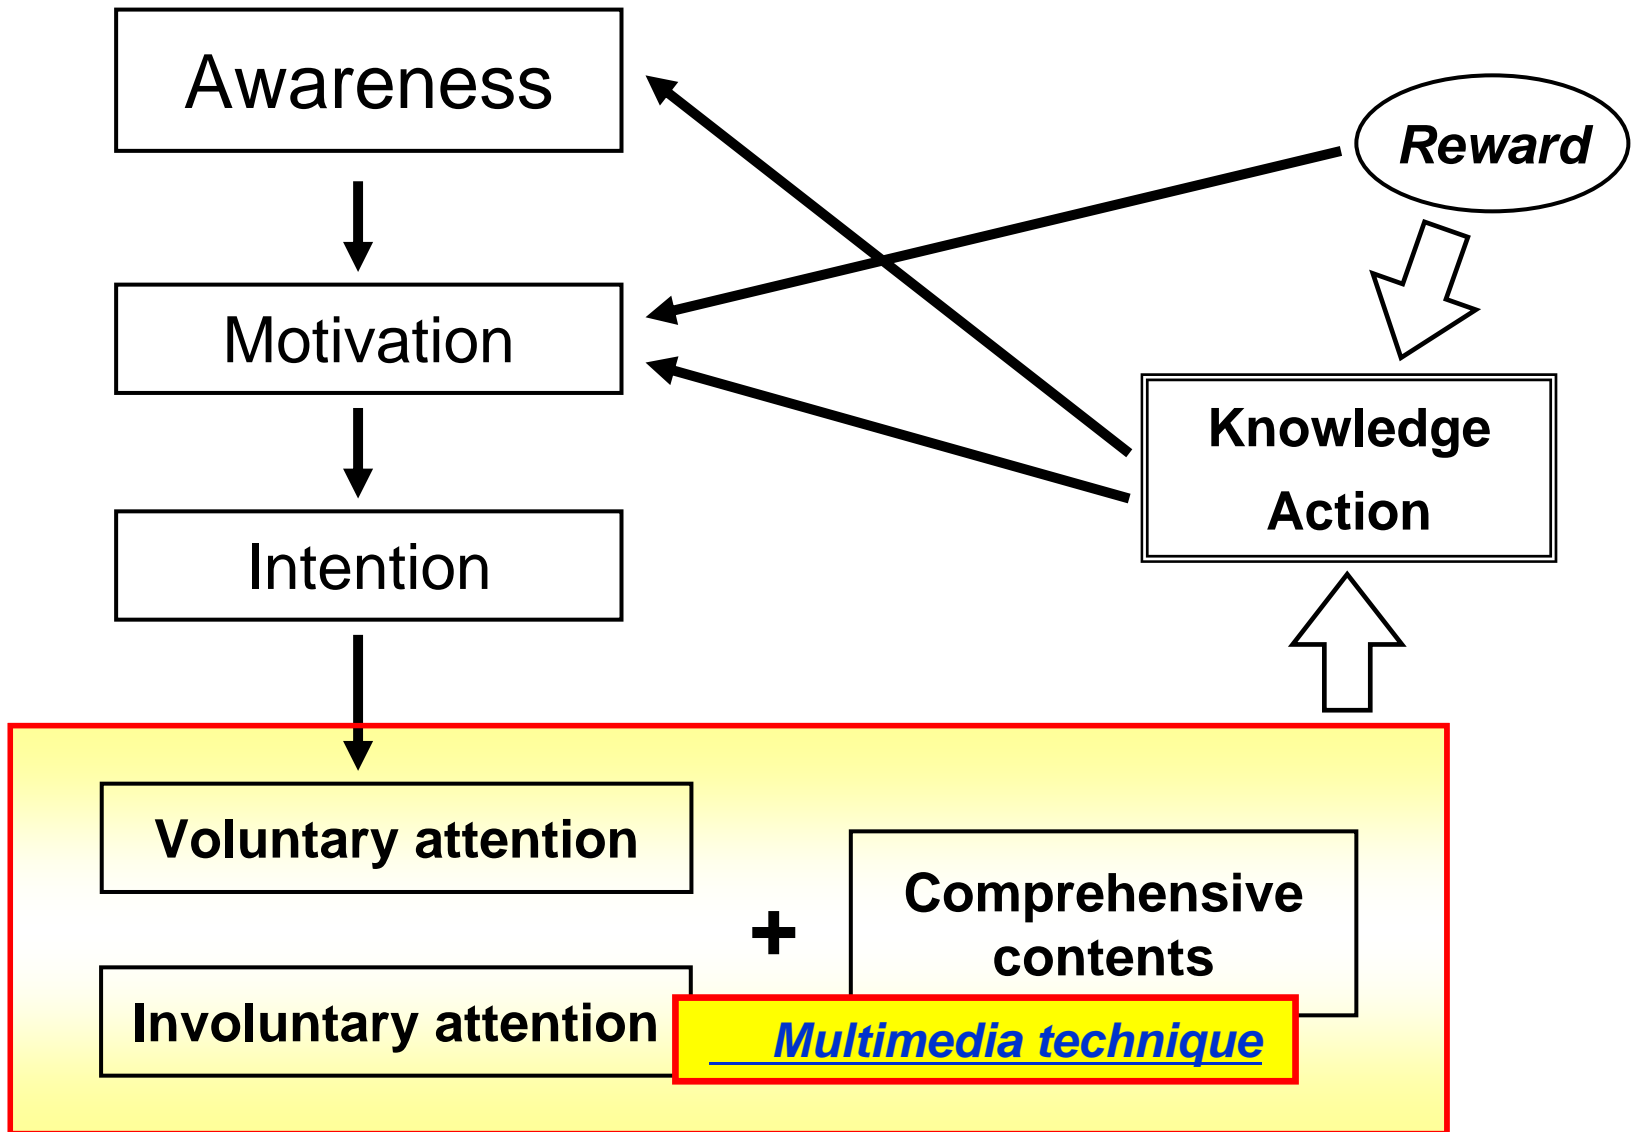 Awareness
Reward
Motivation
Knowledge
Action
Intention
Voluntary attention
Comprehensive
contents
+
Involuntary attention
Multimedia technique